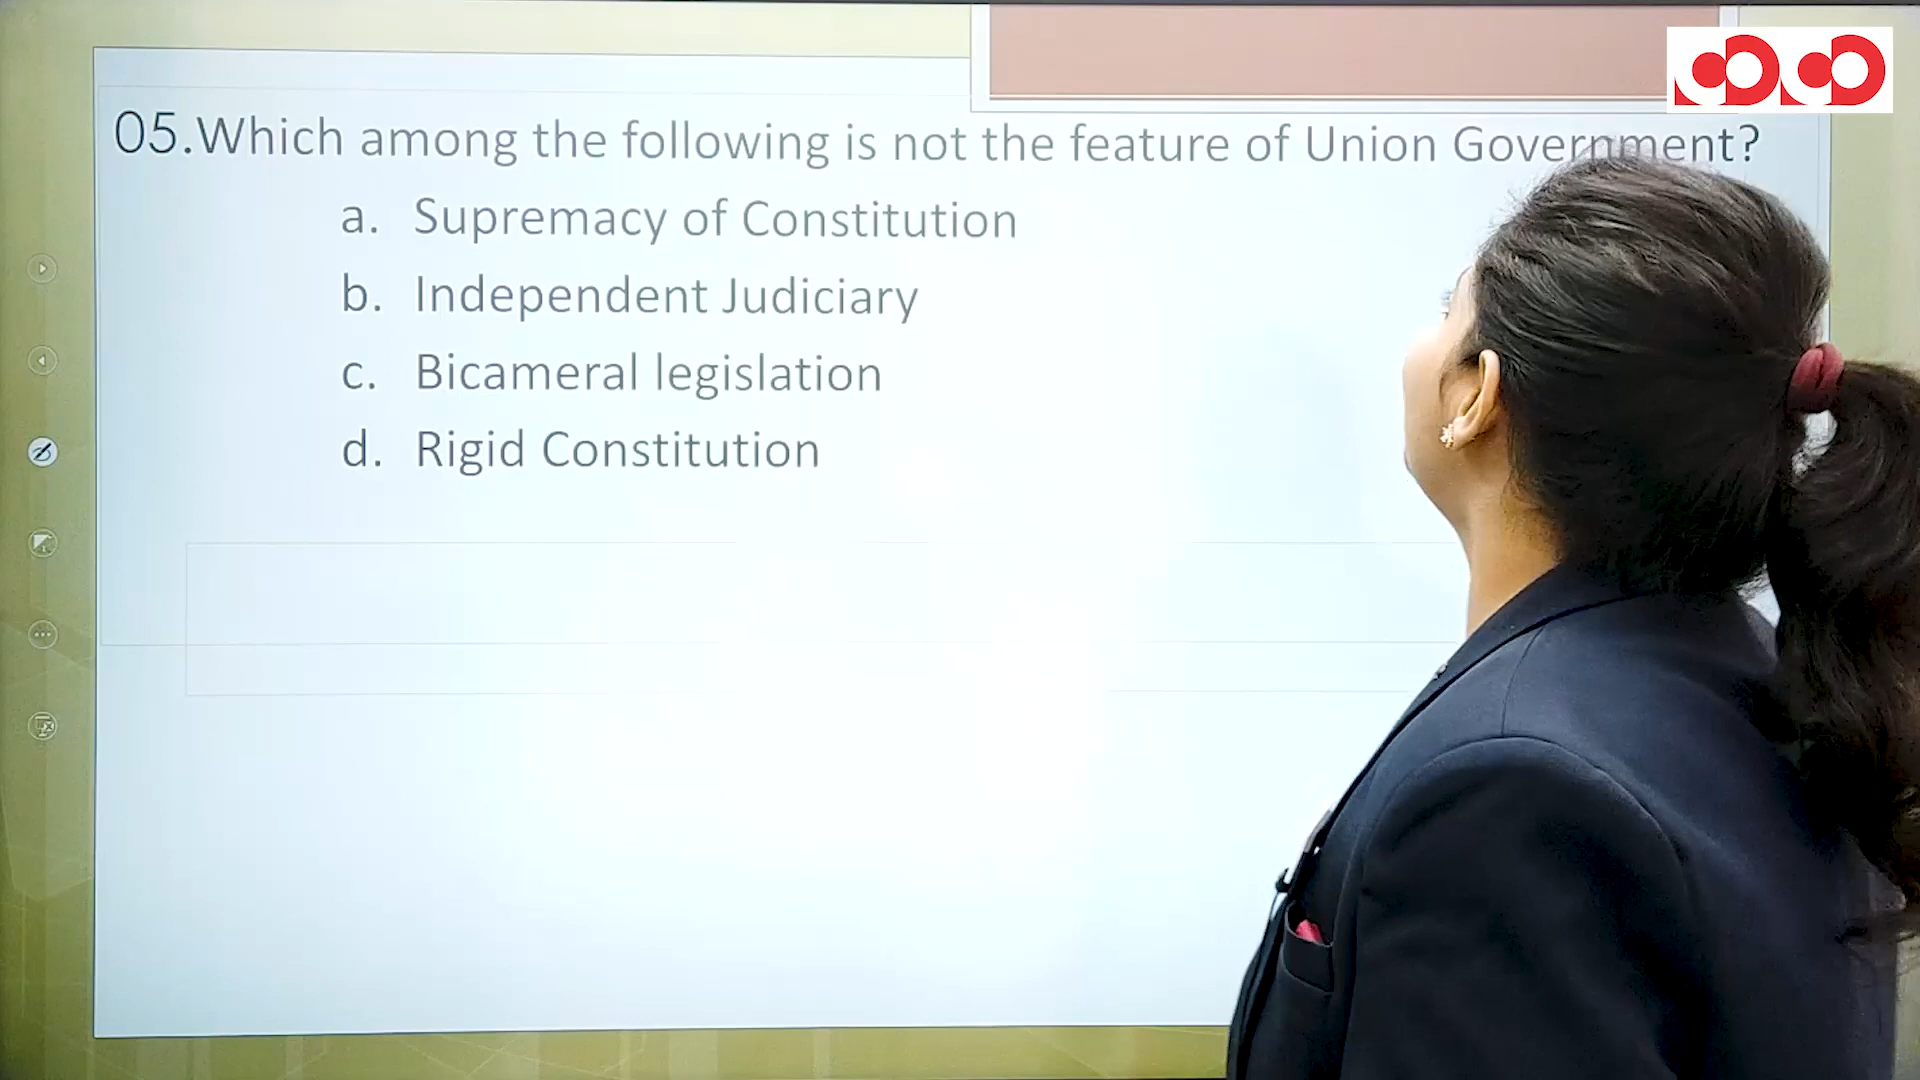 05.Which among the following is not the feature of Union Government?
a. Supremacy of Constitution
b. Independent Judiciary
c. Bicameral legislation
d. Rigid Constitution